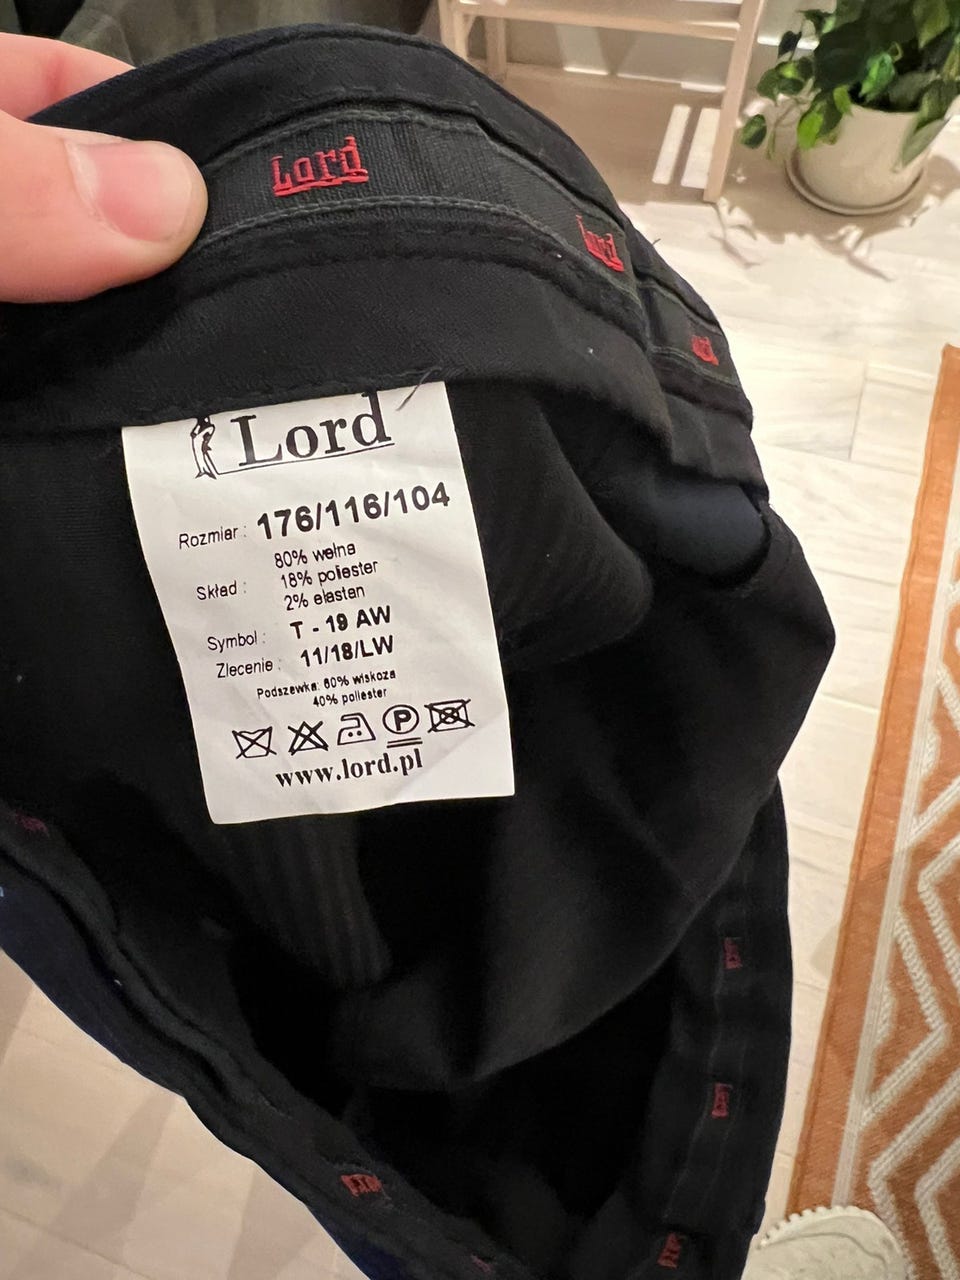 Lord
Lord
Lord
Lord
Rozmiar : 176/116/104
80% wełna
Skład : 18% poliester
2% elastan
Symbol : T - 19 AW
Zlecenie : 11/18/LW
Podszewka: 60% wiskoza
40% poliester
P
www.lord.pl